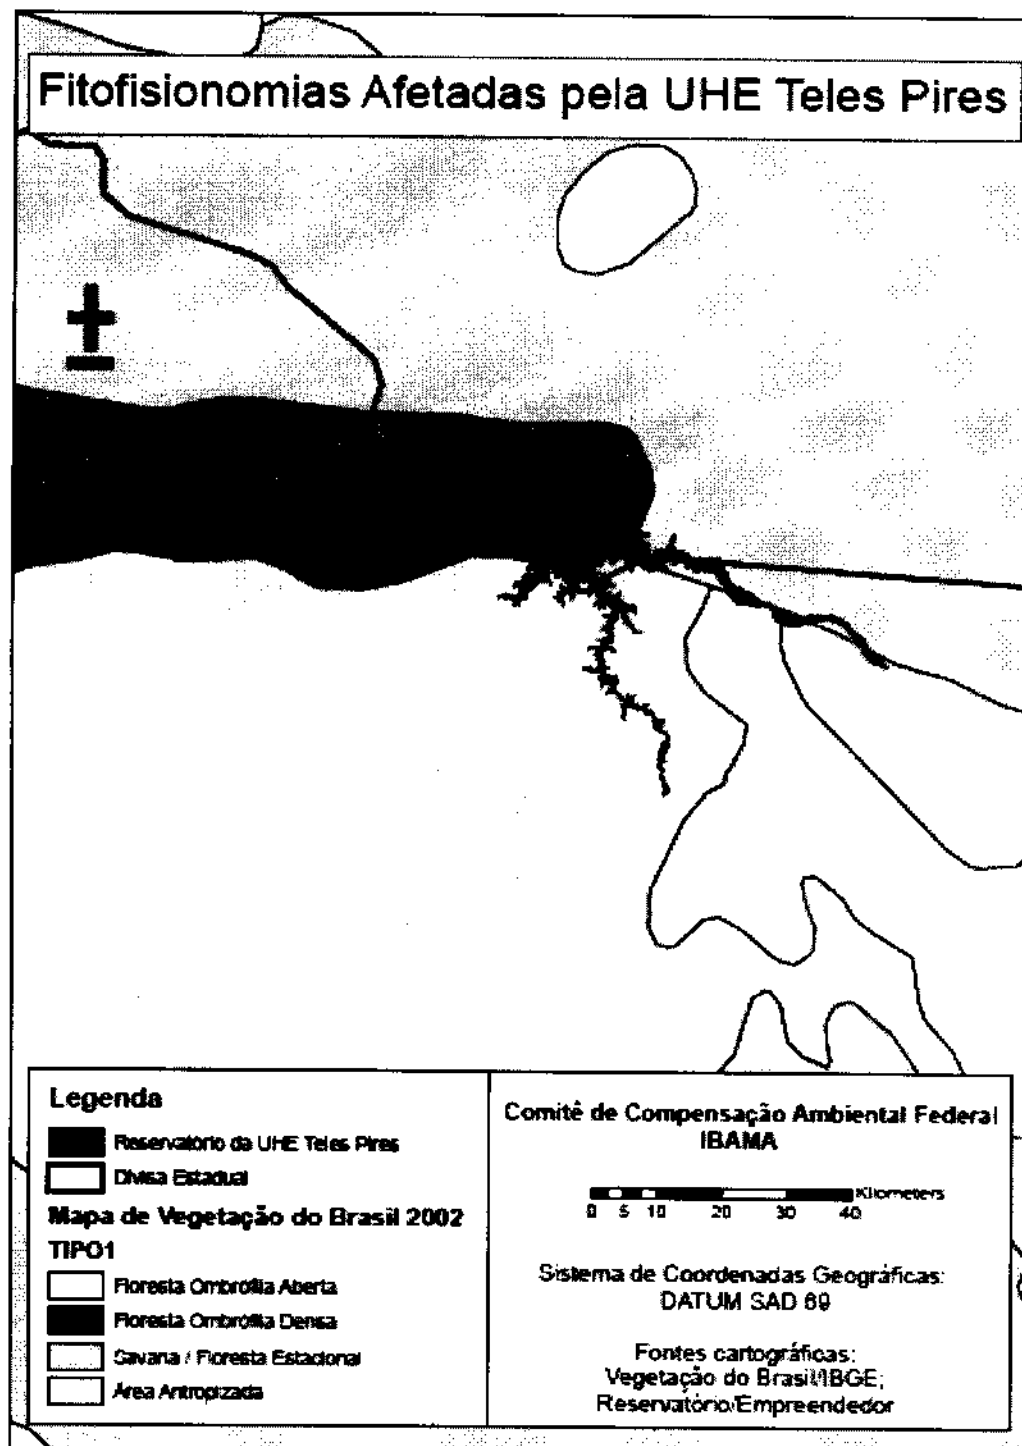 Fitofisionomias Afetadas pela UHE Teles Pires
Legenda
Reservatório da UHE Teles Pires
Divisa Estadual
Mapa de Vegetação do Brasil 2002
TIPO1
Floresta Ombrófila Aberta
Floresta Ombrófila Densa
Savana / Floresta Estacional
Área Antropizada
Comitê de Compensação Ambiental Federal
IBAMA
Kilometers
0 5 10 20 30 40
Sistema de Coordenadas Geográficas:
DATUM SAD 69
Fontes cartográficas:
Vegetação do Brasil/IBGE;
Reservatório/Empreendedor